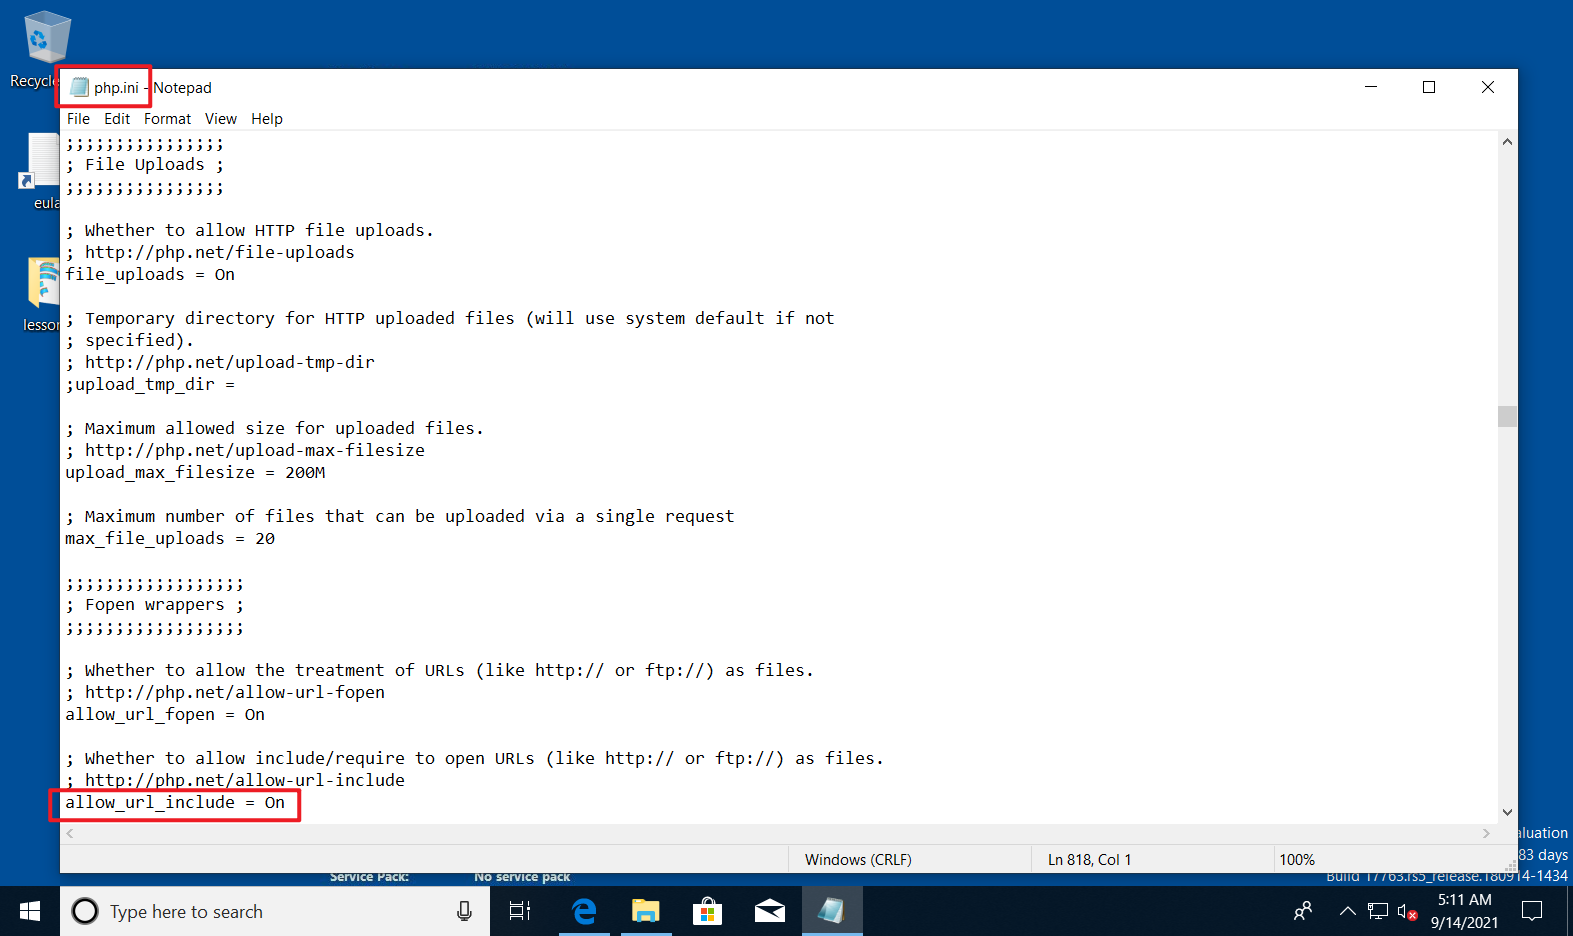 Recycle
php.ini - Notepad
File Edit Format View Help
;;;;;;;;;;;;;;;;
; File Uploads ;
;;;;;;;;;;;;;;;;
; Whether to allow HTTP file uploads.
; http://php.net/file-uploads
file_uploads = On
; Temporary directory for HTTP uploaded files (will use system default if not
; specified).
; http://php.net/upload-tmp-dir
;upload_tmp_dir =
; Maximum allowed size for uploaded files.
; http://php.net/upload-max-filesize
upload_max_filesize = 200M
; Maximum number of files that can be uploaded via a single request
max_file_uploads = 20
;;;;;;;;;;;;;;;;;;
; Fopen wrappers ;
;;;;;;;;;;;;;;;;;;
; Whether to allow the treatment of URLs (like http:// or ftp://) as files.
; http://php.net/allow-url-fopen
allow_url_fopen = On
; Whether to allow include/require to open URLs (like http:// or ftp://) as files.
; http://php.net/allow-url-include
allow_url_include = On
eula
lesson
Windows (CRLF) Ln 818, Col 1 100%
aluation
83 days
Service Pack: No service pack
Build 17763.rs5_release.180914-1434
Type here to search
5:11 AM
9/14/2021